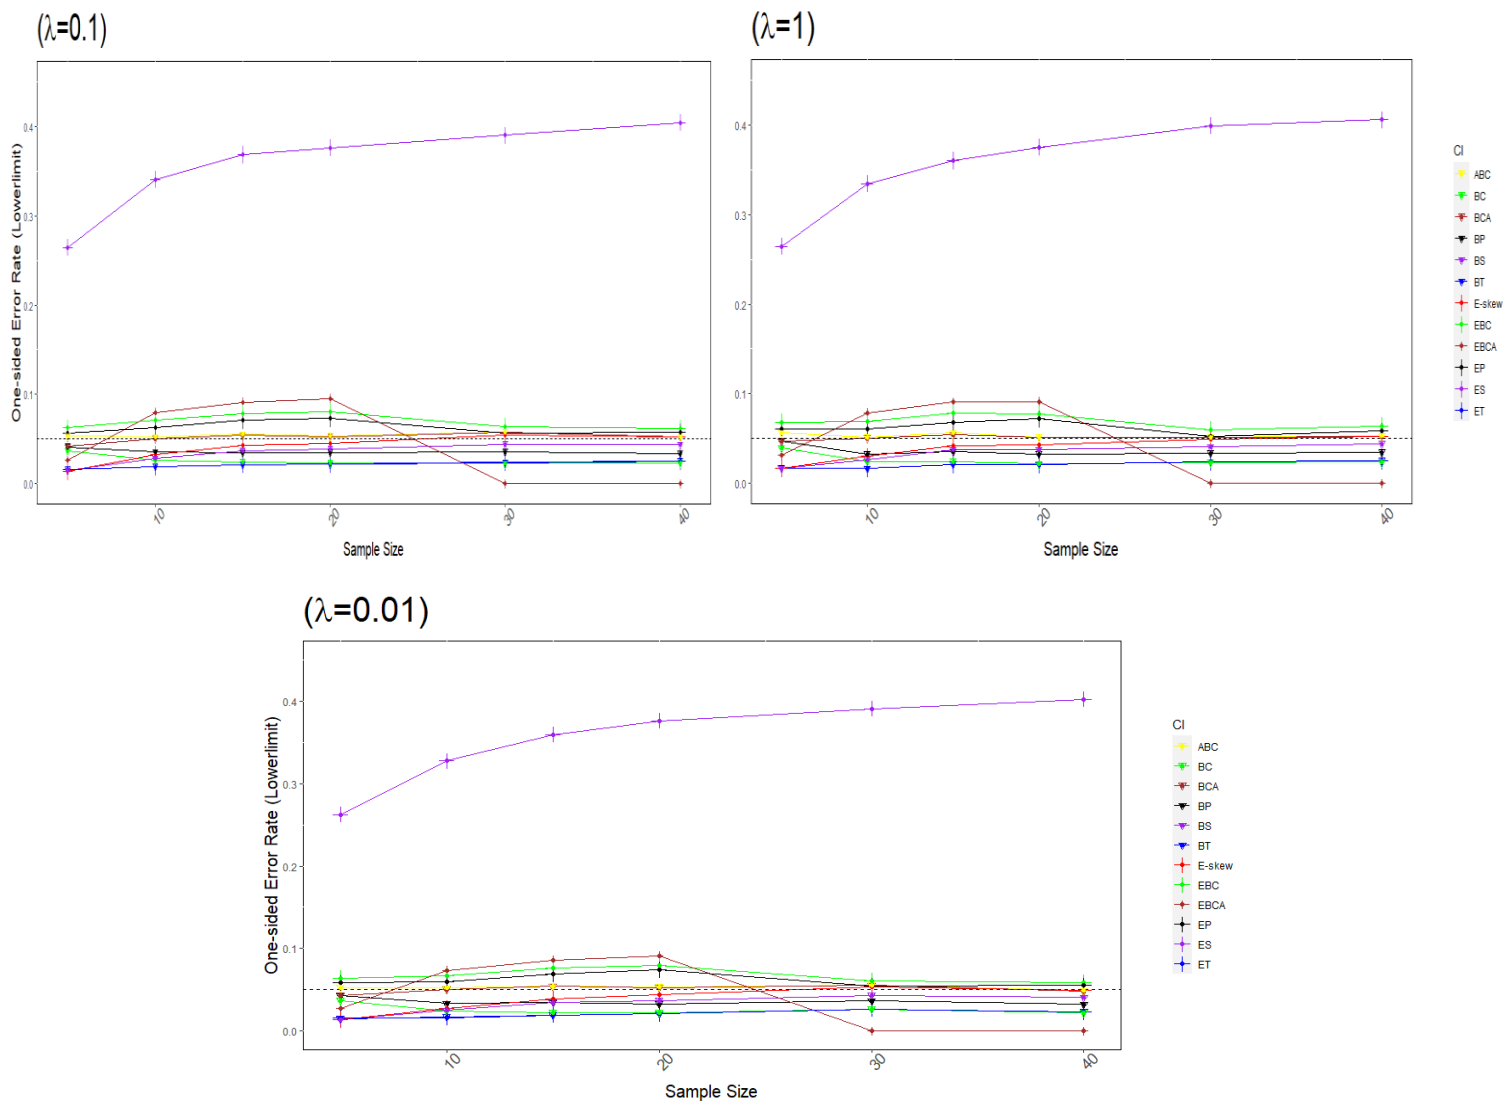 (λ=0.1)
One-sided Error Rate (Lowerlimit)
0.4
0.3
0.2
0.1
0.0
10
20
30
40
Sample Size
(λ=1)
0.4
0.3
0.2
0.1
0.0
10
20
30
40
Sample Size
CI
ABC
BC
BCA
BP
BS
BT
E-skew
EBC
EBCA
EP
ES
ET
(λ=0.01)
One-sided Error Rate (Lowerlimit)
0.4
0.3
0.2
0.1
0.0
10
20
30
40
Sample Size
CI
ABC
BC
BCA
BP
BS
BT
E-skew
EBC
EBCA
EP
ES
ET